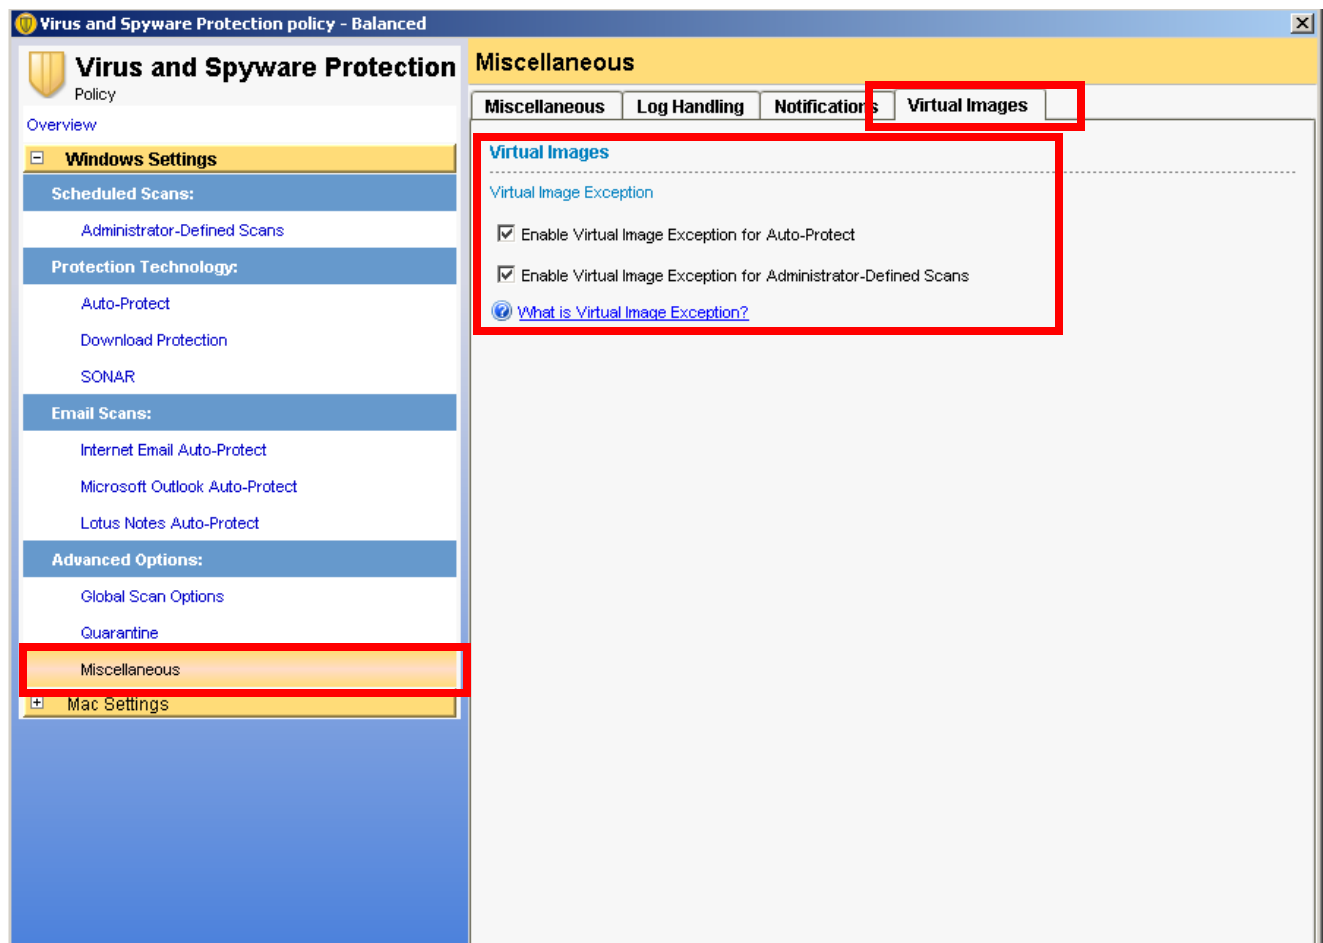 Virus and Spyware Protection policy - Balanced
Virus and Spyware Protection
Policy
Overview
Windows Settings
Scheduled Scans:
Administrator-Defined Scans
Protection Technology:
Auto-Protect
Download Protection
SONAR
Email Scans:
Internet Email Auto-Protect
Microsoft Outlook Auto-Protect
Lotus Notes Auto-Protect
Advanced Options:
Global Scan Options
Quarantine
Miscellaneous
Mac Settings
Miscellaneous
Miscellaneous Log Handling Notifications Virtual Images
Virtual Images
Virtual Image Exception
Enable Virtual Image Exception for Auto-Protect
Enable Virtual Image Exception for Administrator-Defined Scans
What is Virtual Image Exception?